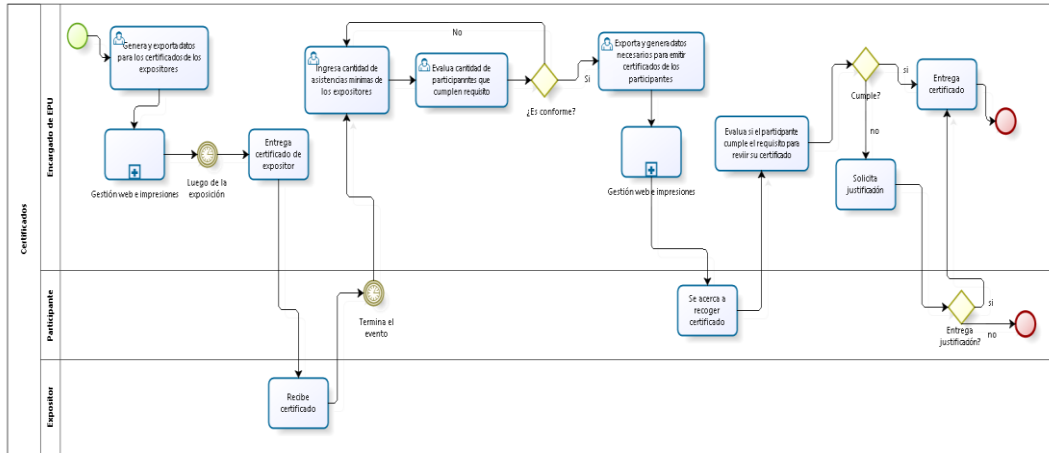 Certificados
Encargado de EPU
Participante
Expositor
Genera y exporta datos
para los certificados de los
expositores
Gestión web e impresiones
Luego de la
exposición
Entrega
certificado de
expositor
Recibe
certificado
Termina el
evento
Ingresa cantidad de
asistencias mínimas de
los expositores
Evalua cantidad de
participanntes que
cumplen requisito
No
¿Es conforme?
Si
Exporta y genera datos
necesarios para emitir
certificados de los
participantes
Gestión web e impresiones
Se acerca a
recoger
certificado
Evalua si el participante
cumple el requisito para
reviir su certificado
Cumple?
si
no
Entrega
certificado
Solicita
justificación
Entrega
justificación?
si
no